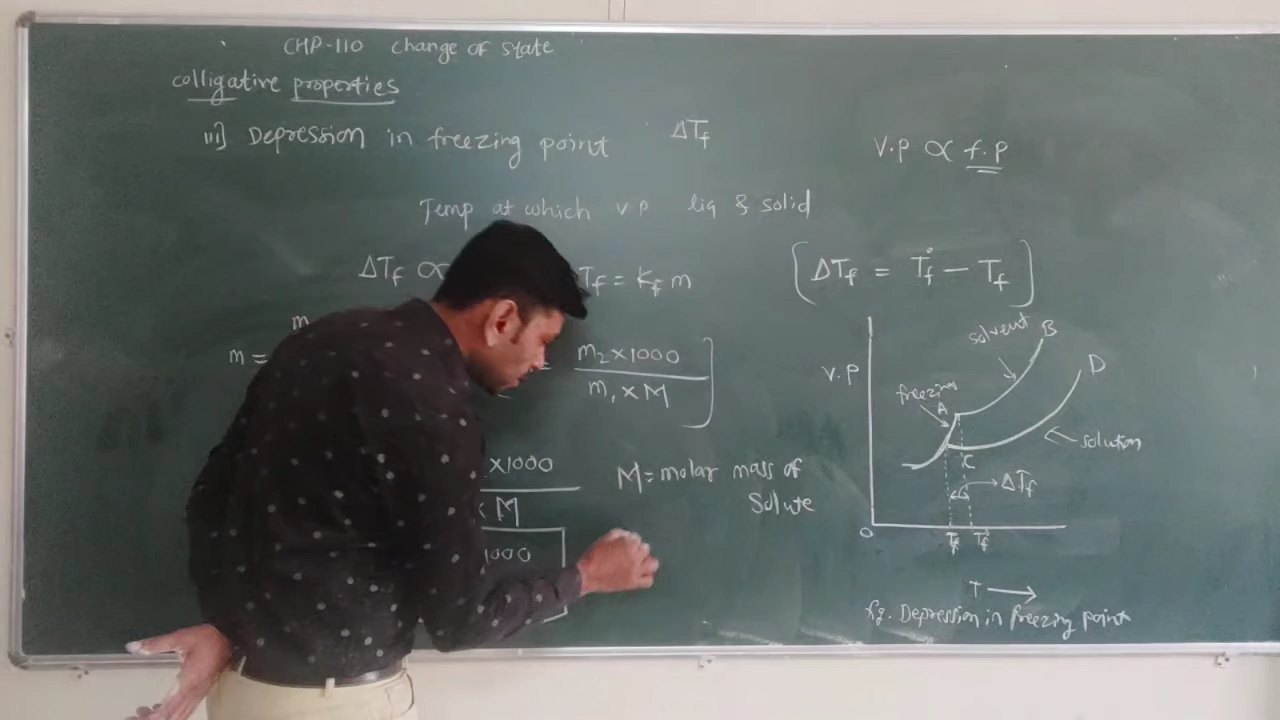 CHP-110 change of state
colligative properties
iii] Depression in freezing point ΔTf
V.P ∝ f.P
Temp at which V P liq & solid
ΔTf ∝
Tf = Kf m
(ΔTf = T°f − Tf)
m =
m2 × 1000
m1 × M
× 1000
M
1000
M = molar mass of
Solute
V.P
solvent B
D
freezing
A
C
solution
ΔTf
O
Tf T°f
T →
fig. Depression in freezing point